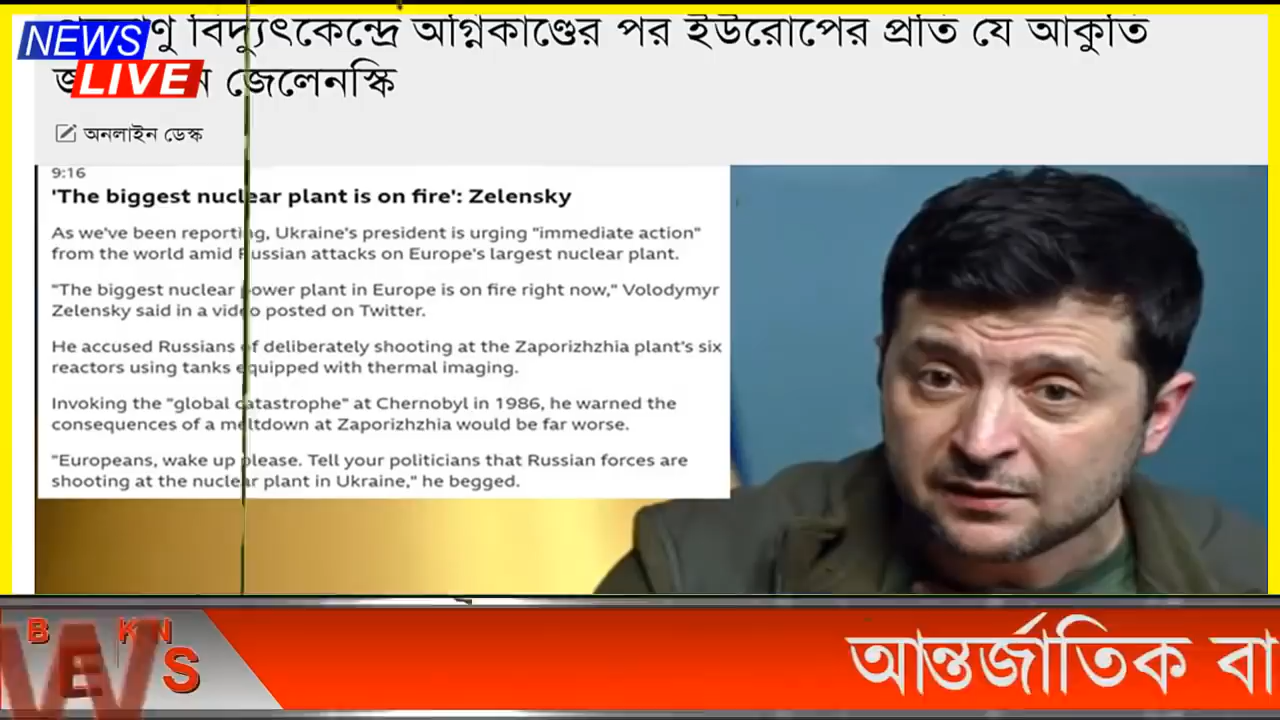 NEWS
LIVE
বিদ্যুৎকেন্দ্রে অগ্নিকাণ্ডের পর ইউরোপের প্রতি যে আকুতি
জেলেনস্কি
অনলাইন ডেস্ক
9:16
'The biggest nuclear plant is on fire': Zelensky
As we've been reporting, Ukraine's president is urging "immediate action"
from the world amid Russian attacks on Europe's largest nuclear plant.
"The biggest nuclear power plant in Europe is on fire right now," Volodymyr
Zelensky said in a video posted on Twitter.
He accused Russians of deliberately shooting at the Zaporizhzhia plant's six
reactors using tanks equipped with thermal imaging.
Invoking the "global catastrophe" at Chernobyl in 1986, he warned the
consequences of a meltdown at Zaporizhzhia would be far worse.
"Europeans, wake up please. Tell your politicians that Russian forces are
shooting at the nuclear plant in Ukraine," he begged.
আন্তর্জাতিক বা